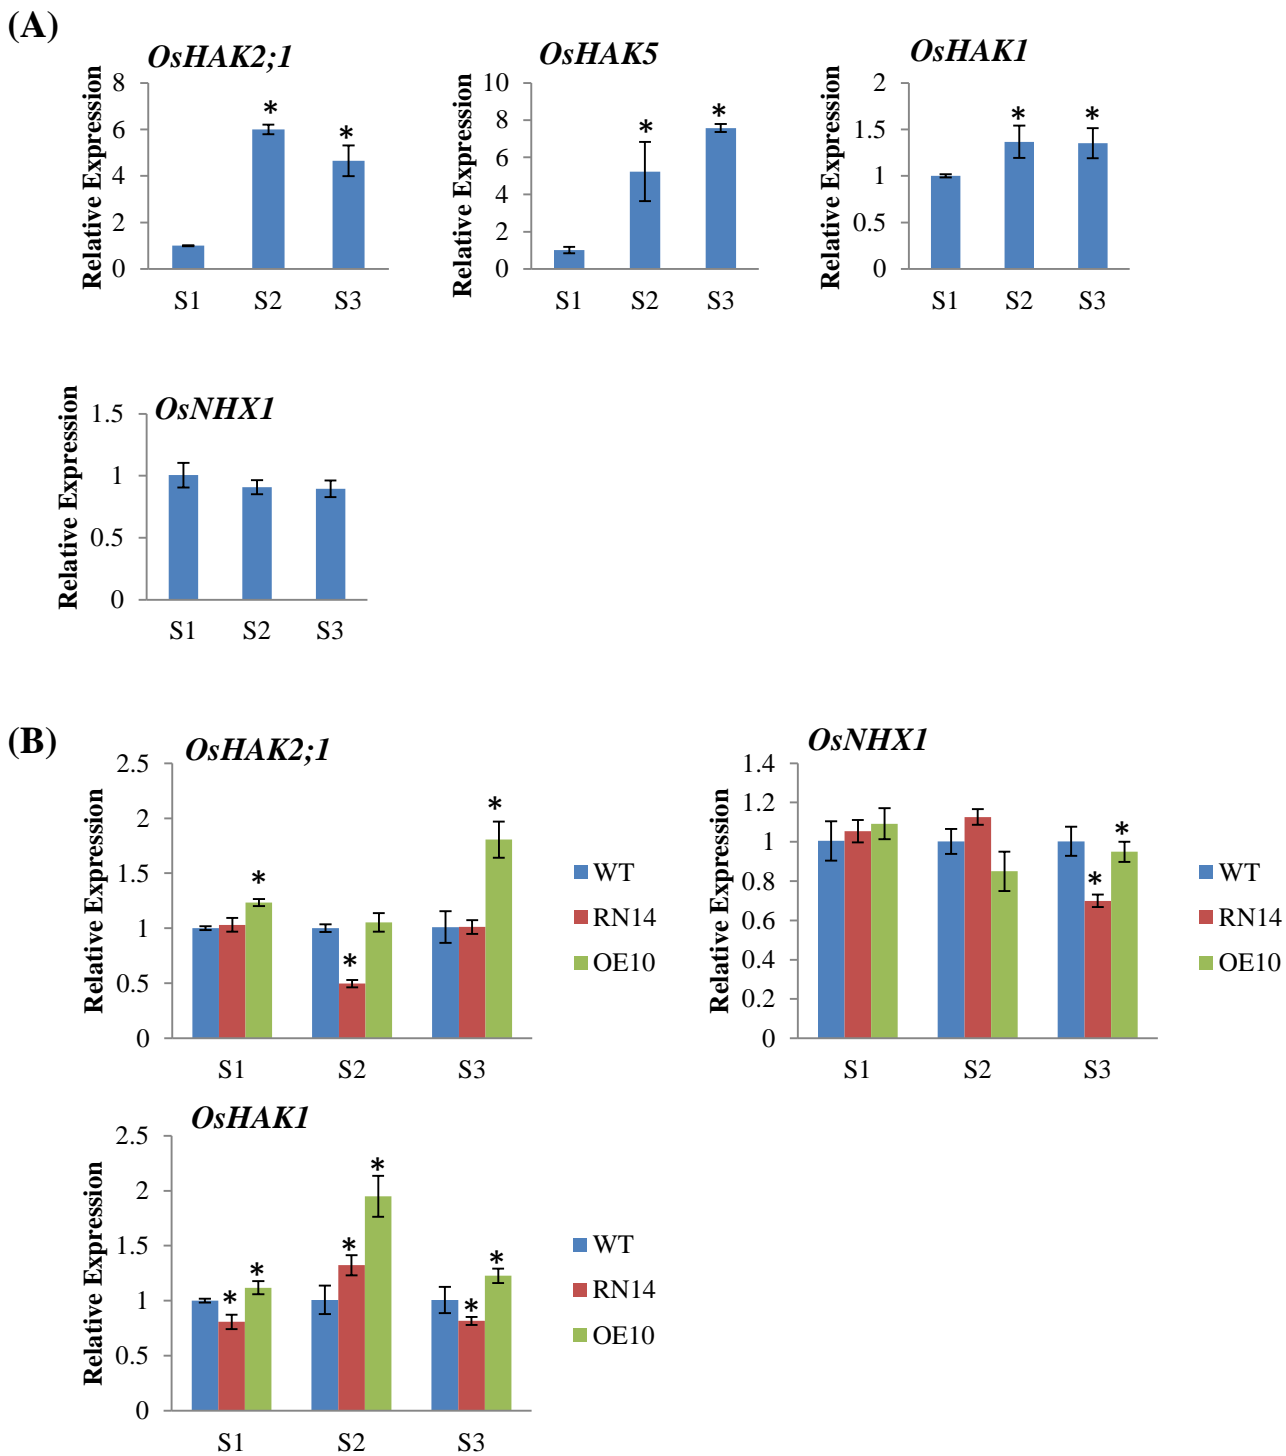 (A)
OsHAK2;1
Relative Expression
8
6
4
2
0
*
*
S1 S2 S3
OsHAK5
Relative Expression
10
8
6
4
2
0
*
*
S1 S2 S3
OsHAK1
Relative Expression
2
1.5
1
0.5
0
*
*
S1 S2 S3
OsNHX1
Relative Expression
1.5
1
0.5
0
S1 S2 S3
(B)
OsHAK2;1
Relative Expression
2.5
2
1.5
1
0.5
0
*
*
*
S1 S2 S3
WT
RN14
OE10
OsNHX1
Relative Expression
1.4
1.2
1
0.8
0.6
0.4
0.2
0
*
*
S1 S2 S3
WT
RN14
OE10
OsHAK1
Relative Expression
2.5
2
1.5
1
0.5
0
*
*
*
*
*
*
S1 S2 S3
WT
RN14
OE10